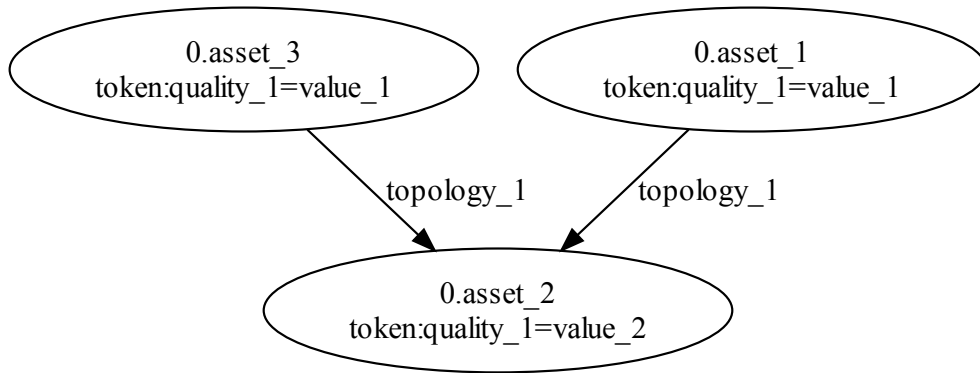 0.asset_3
token:quality_1=value_1
0.asset_1
token:quality_1=value_1
topology_1
topology_1
0.asset_2
token:quality_1=value_2